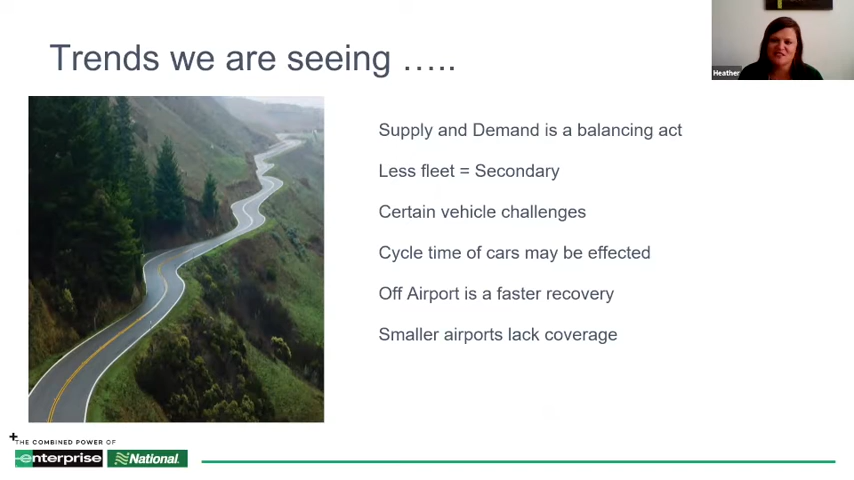 Trends we are seeing …..
Heather
Supply and Demand is a balancing act
Less fleet = Secondary
Certain vehicle challenges
Cycle time of cars may be effected
Off Airport is a faster recovery
Smaller airports lack coverage
THE COMBINED POWER OF
enterprise National.